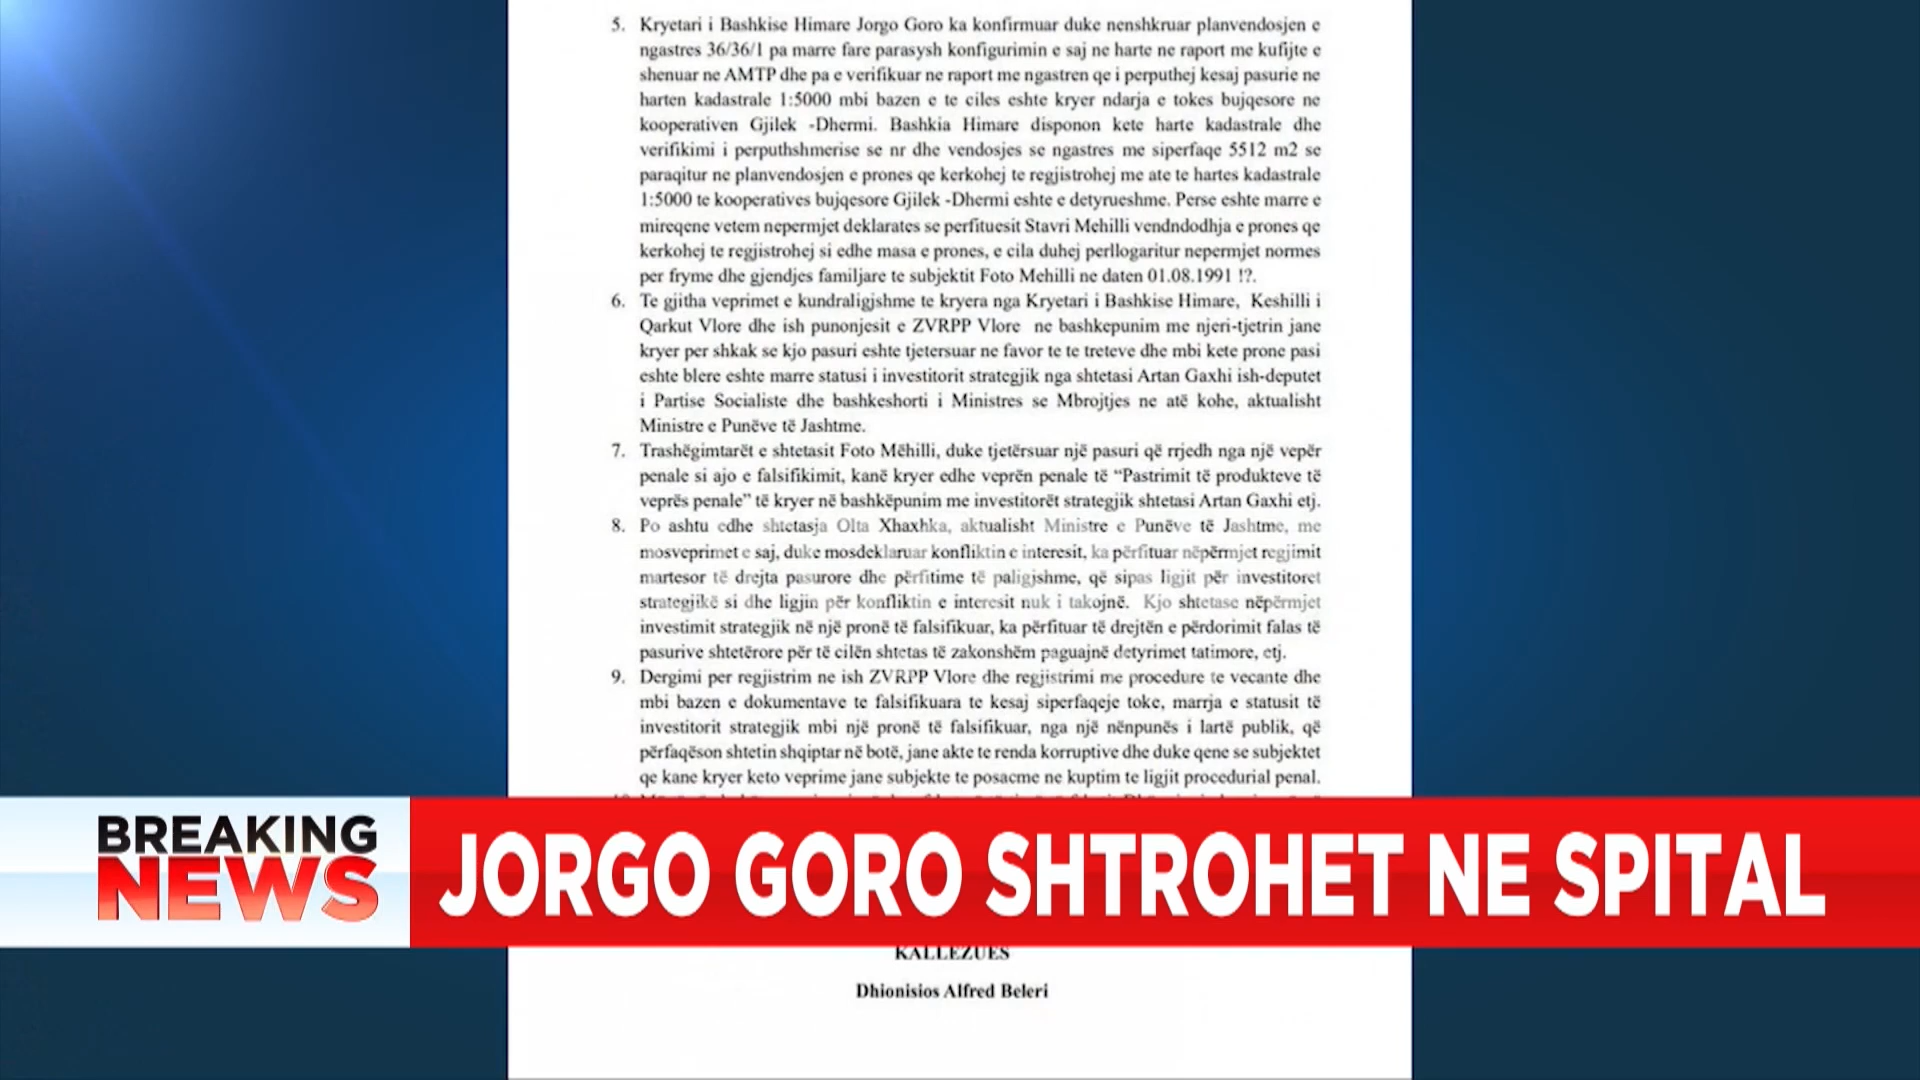 5. Kryetari i Bashkise Himare Jorgo Goro ka konfirmuar duke nenshkruar planvendosjen e
ngastres 36/36/1 pa marre fare parasysh konfigurimin e saj ne harte ne raport me kufijte e
shenuar ne AMTP dhe pa e verifikuar ne raport me ngastren qe i perputhej kesaj pasurie ne
harten kadastrale 1:5000 mbi bazen e te ciles eshte kryer ndarja e tokes bujqesore ne
kooperativen Gjilek -Dhermi. Bashkia Himare disponon kete harte kadastrale dhe
verifikimi i perputhshmerise se nr dhe vendosjes se ngastres me siperfaqe 5512 m2 se
paraqitur ne planvendosjen e prones qe kerkohej te regjistrohej me ate te hartes kadastrale
1:5000 te kooperatives bujqesore Gjilek -Dhermi eshte e detyrueshme. Perse eshte marre e
mireqene vetem nepermjet deklarates se perfituesit Stavri Mehilli vendndodhja e prones qe
kerkohej te regjistrohej si edhe masa e prones, e cila duhej perllogaritur nepermjet normes
per fryme dhe gjendjes familjare te subjektit Foto Mehilli ne daten 01.08.1991 !?.
6. Te gjitha veprimet e kundraligjshme te kryera nga Kryetari i Bashkise Himare, Keshilli i
Qarkut Vlore dhe ish punonjesit e ZVRPP Vlore ne bashkepunim me njeri-tjetrin jane
kryer per shkak se kjo pasuri eshte tjetersuar ne favor te te treteve dhe mbi kete prone pasi
eshte blere eshte marre statusi i investitorit strategjik nga shtetasi Artan Gaxhi ish-deputet
i Partise Socialiste dhe bashkeshorti i Ministres se Mbrojtjes ne atë kohe, aktualisht
Ministre e Punëve të Jashtme.
7. Trashëgimtarët e shtetasit Foto Mëhilli, duke tjetërsuar një pasuri që rrjedh nga një vepër
penale si ajo e falsifikimit, kanë kryer edhe veprën penale të “Pastrimit të produkteve të
veprës penale” të kryer në bashkëpunim me investitorët strategjik shtetasi Artan Gaxhi etj.
8. Po ashtu edhe shtetasja Olta Xhaxhka, aktualisht Ministre e Punëve të Jashtme, me
mosveprimet e saj, duke mosdeklaruar konfliktin e interesit, ka përfituar nëpërmjet regjimit
martesor të drejta pasurore dhe përfitime të paligjshme, që sipas ligjit për investitoret
strategjikë si dhe ligjin për konfliktin e interesit nuk i takojnë. Kjo shtetase nëpërmjet
investimit strategjik në një pronë të falsifikuar, ka përfituar të drejtën e përdorimit falas të
pasurive shtetërore për të cilën shtetas të zakonshëm paguajnë detyrimet tatimore, etj.
9. Dergimi per regjistrim ne ish ZVRPP Vlore dhe regjistrimi me procedure te vecante dhe
mbi bazen e dokumentave te falsifikuara te kesaj siperfaqeje toke, marrja e statusit të
investitorit strategjik mbi një pronë të falsifikuar, nga një nënpunës i lartë publik, që
përfaqëson shtetin shqiptar në botë, jane akte te renda korruptive dhe duke qene se subjektet
qe kane kryer keto veprime jane subjekte te posacme ne kuptim te ligjit procedurial penal.
BREAKING
NEWS
JORGO GORO SHTROHET NE SPITAL
KALLEZUES
Dhionisios Alfred Beleri